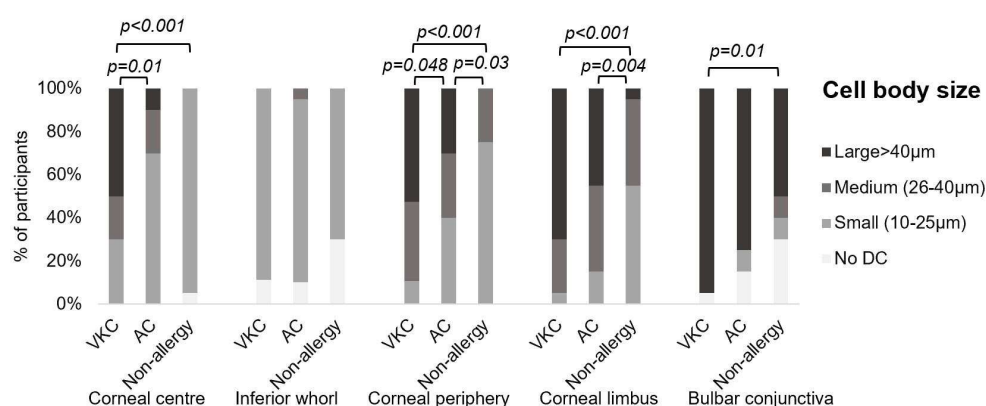 p<0.001
p=0.01
p<0.001
p=0.048
p=0.03
p<0.001
p=0.004
p=0.01
% of participants
100%
80%
60%
40%
20%
0%
VKC
AC
Non-allergy
Corneal centre
VKC
AC
Non-allergy
Inferior whorl
VKC
AC
Non-allergy
Corneal periphery
VKC
AC
Non-allergy
Corneal limbus
VKC
AC
Non-allergy
Bulbar conjunctiva
Cell body size
Large>40μm
Medium (26-40μm)
Small (10-25μm)
No DC